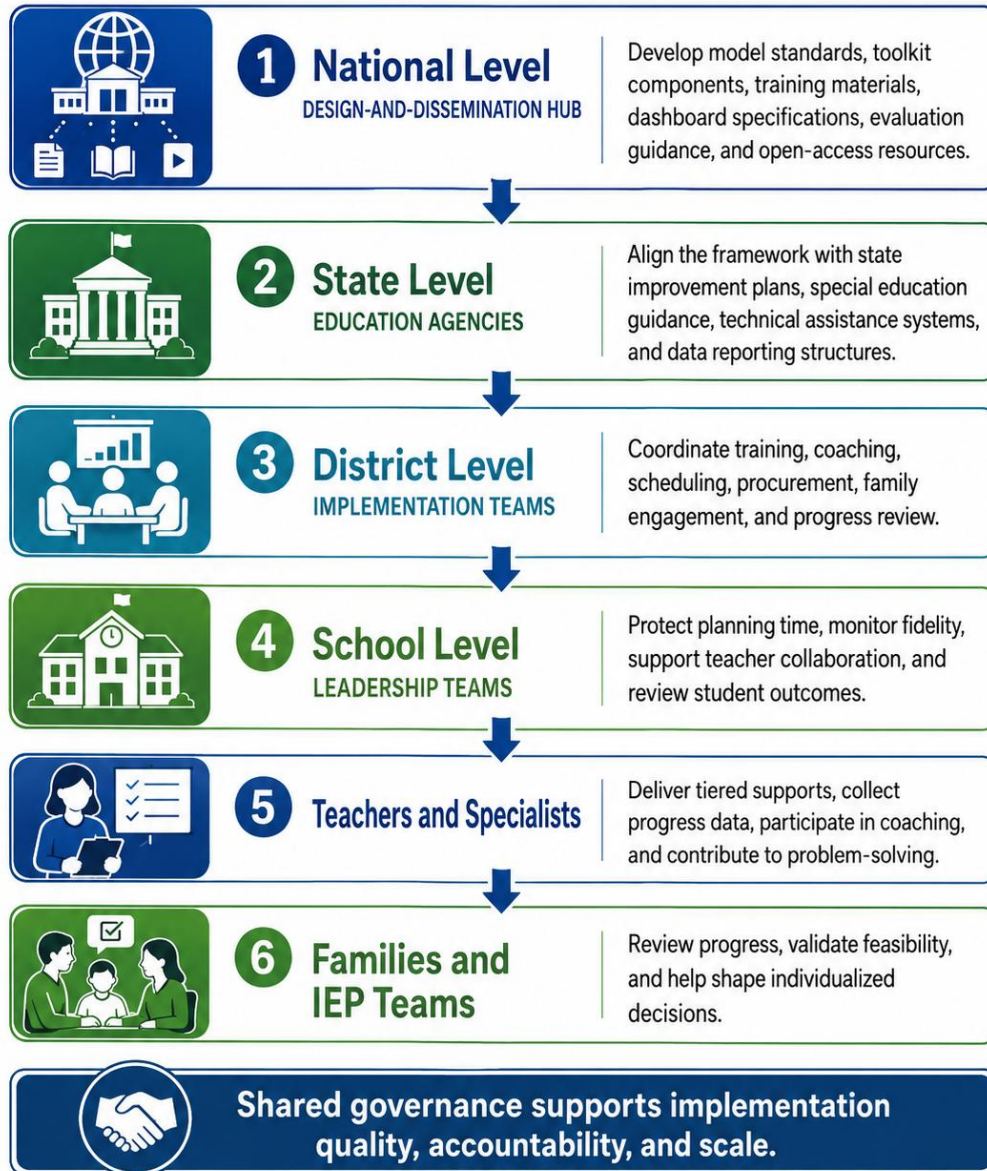 1 National Level
DESIGN-AND-DISSEMINATION HUB
Develop model standards, toolkit
components, training materials,
dashboard specifications, evaluation
guidance, and open-access resources.
2 State Level
EDUCATION AGENCIES
Align the framework with state
improvement plans, special education
guidance, technical assistance systems,
and data reporting structures.
3 District Level
IMPLEMENTATION TEAMS
Coordinate training, coaching,
scheduling, procurement, family
engagement, and progress review.
4 School Level
LEADERSHIP TEAMS
Protect planning time, monitor fidelity,
support teacher collaboration, and
review student outcomes.
5 Teachers and Specialists
Deliver tiered supports, collect
progress data, participate in coaching,
and contribute to problem-solving.
6 Families and
IEP Teams
Review progress, validate feasibility,
and help shape individualized
decisions.
Shared governance supports implementation
quality, accountability, and scale.